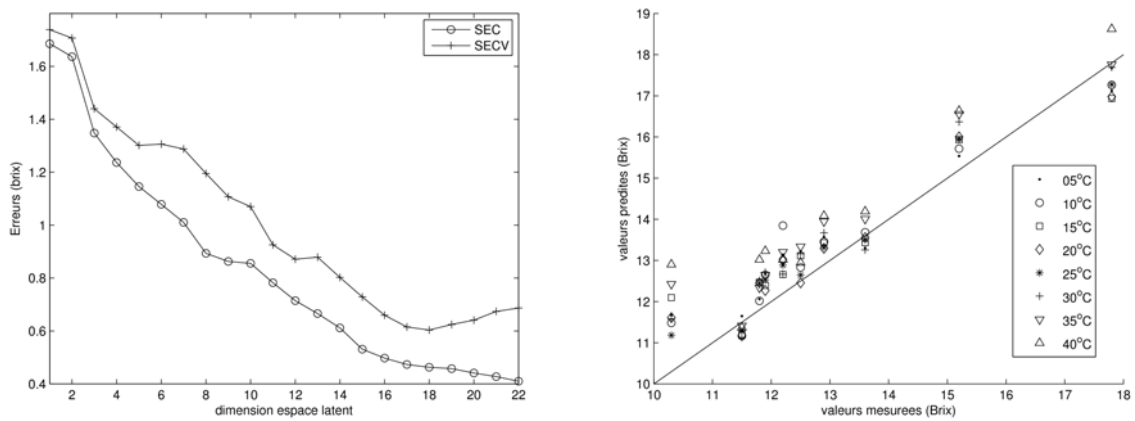 SEC
SECV
1.6
1.4
1.2
1
0.8
0.6
0.4
Erreurs (brix)
2 4 6 8 10 12 14 16 18 20 22
dimension espace latent
19
18
17
16
15
14
13
12
11
10
valeurs predites (Brix)
05°C
10°C
15°C
20°C
25°C
30°C
35°C
40°C
10 11 12 13 14 15 16 17 18
valeurs mesurees (Brix)